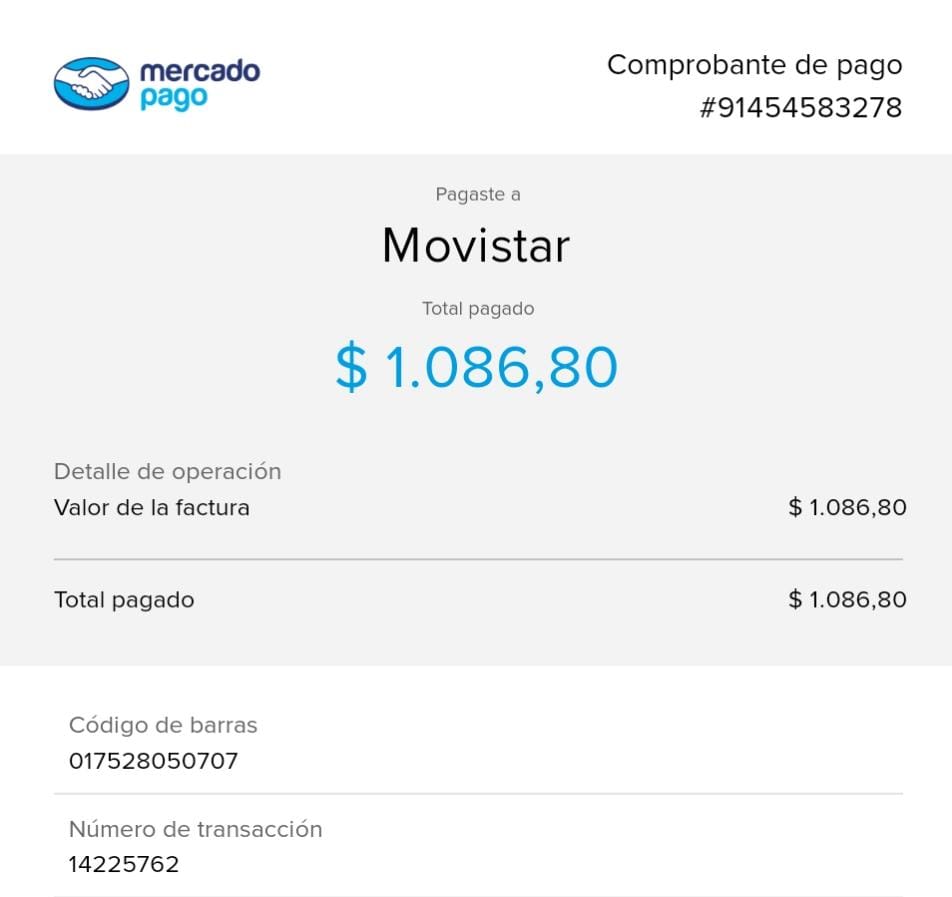 mercado
pago
Comprobante de pago
#91454583278
Pagaste a
Movistar
Total pagado
$ 1.086,80
Detalle de operación
Valor de la factura $ 1.086,80
Total pagado $ 1.086,80
Código de barras
017528050707
Número de transacción
14225762